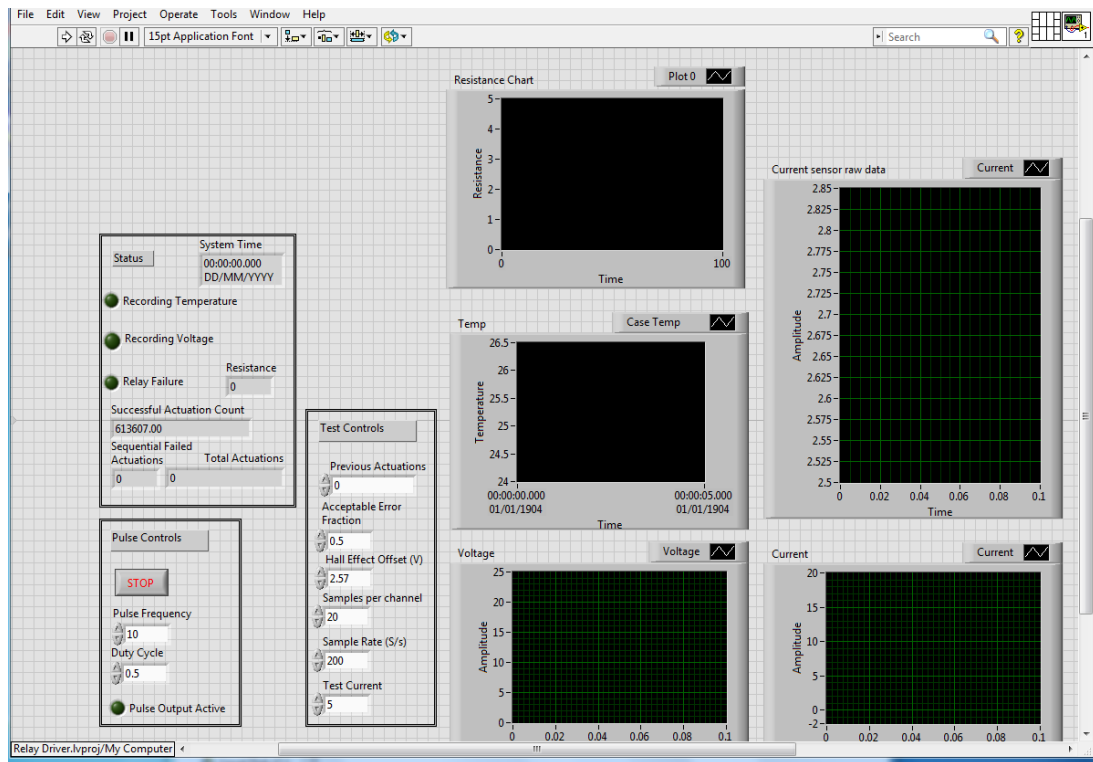 File Edit View Project Operate Tools Window Help
15pt Application Font
Search
1
Status
System Time
00:00:00.000
DD/MM/YYYY
Recording Temperature
Recording Voltage
Relay Failure
Resistance
0
Successful Actuation Count
613607.00
Sequential Failed
Actuations
Total Actuations
0
0
Pulse Controls
STOP
Pulse Frequency
10
Duty Cycle
0.5
Pulse Output Active
Test Controls
Previous Actuations
0
Acceptable Error
Fraction
0.5
Hall Effect Offset (V)
2.57
Samples per channel
20
Sample Rate (S/s)
200
Test Current
5
Resistance Chart
Plot 0
Resistance
5
4
3
2
1
0
0 100
Time
Temp
Case Temp
Temperature
26.5
26
25.5
25
24.5
24
00:00:00.000 00:00:05.000
01/01/1904 01/01/1904
Time
Voltage
Voltage
Amplitude
25
20
15
10
5
0
0 0.02 0.04 0.06 0.08 0.1
Current sensor raw data
Current
Amplitude
2.85
2.825
2.8
2.775
2.75
2.725
2.7
2.675
2.65
2.625
2.6
2.575
2.55
2.525
2.5
0 0.02 0.04 0.06 0.08 0.1
Time
Current
Current
Amplitude
20
15
10
5
0
-2
0 0.02 0.04 0.06 0.08 0.1
Relay Driver.lvproj/My Computer